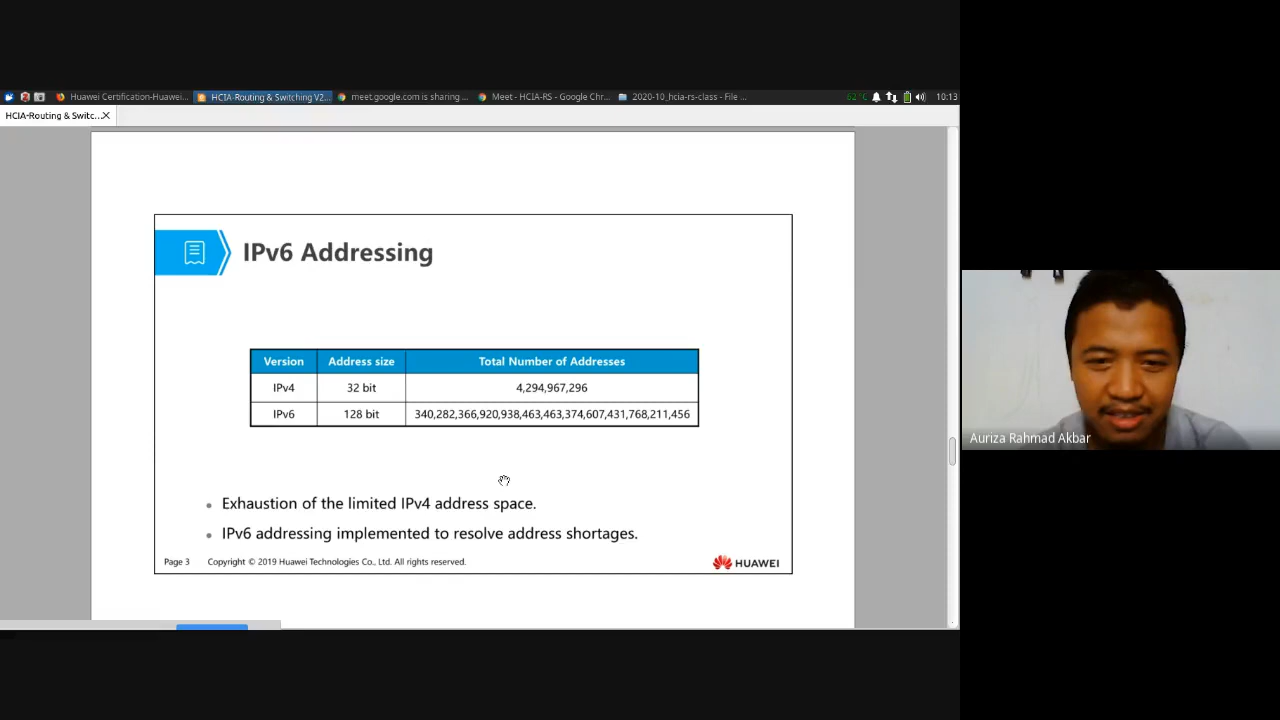 Huawei Certification-Huawei... HCIA-Routing & Switching V2... meet.google.com is sharing ... Meet - HCIA-RS - Google Chr... 2020-10_hcia-rs-class - File ... 62°C 10:13
HCIA-Routing & Switc...
IPv6 Addressing
Version Address size Total Number of Addresses
IPv4 32 bit 4,294,967,296
IPv6 128 bit 340,282,366,920,938,463,463,374,607,431,768,211,456
Exhaustion of the limited IPv4 address space.
IPv6 addressing implemented to resolve address shortages.
Page 3 Copyright © 2019 Huawei Technologies Co., Ltd. All rights reserved.
HUAWEI
Auriza Rahmad Akbar